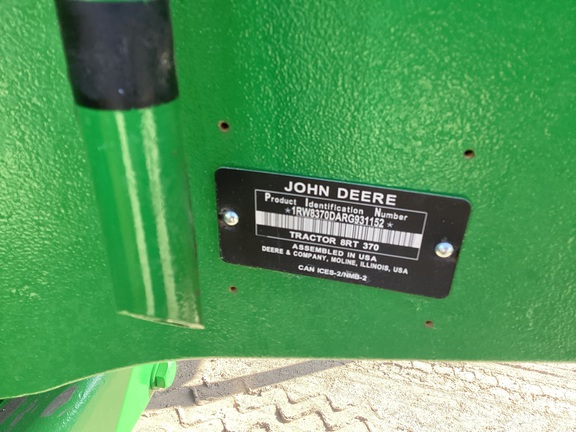 JOHN DEERE
Product Identification Number
*1RW8370DARG931152*
TRACTOR 8RT 370
ASSEMBLED IN USA
DEERE & COMPANY, MOLINE, ILLINOIS, USA
CAN ICES-2/NMB-2